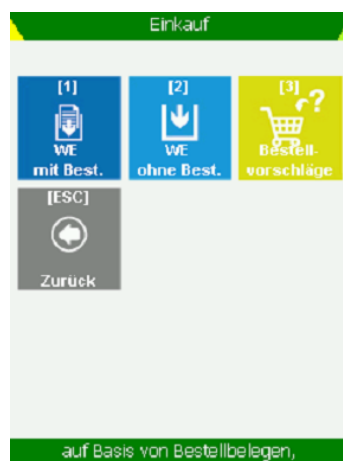 Einkauf
[1]
WE
mit Best.
[2]
WE
ohne Best.
[3]
?
Bestell-
vorschläge
[ESC]
Zurück
auf Basis von Bestellbelegen,